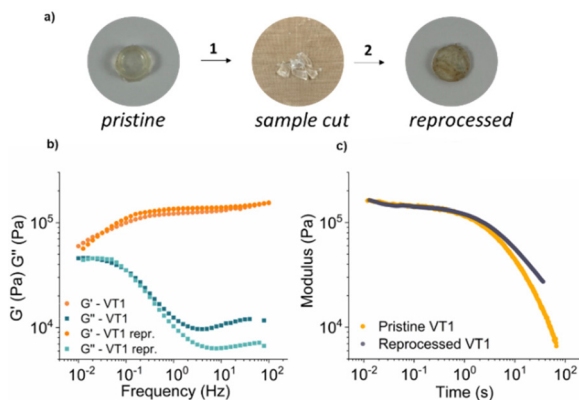 a)
1
2
pristine
sample cut
reprocessed
b)
G' (Pa) G'' (Pa)
10⁵
10⁴
G' - VT1
G'' - VT1
G' - VT1 repr.
G'' - VT1 repr.
10⁻² 10⁻¹ 10⁰ 10¹ 10²
Frequency (Hz)
c)
Modulus (Pa)
10⁵
10⁴
Pristine VT1
Reprocessed VT1
10⁻² 10⁻¹ 10⁰ 10¹ 10²
Time (s)